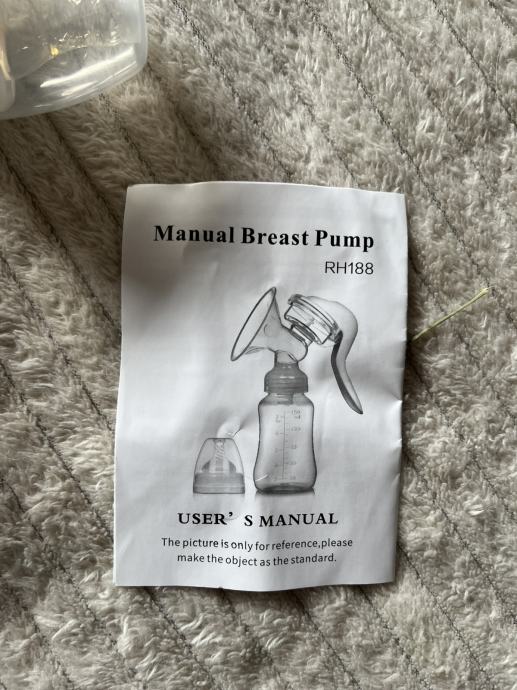 Manual Breast Pump
RH188
USER' S MANUAL
The picture is only for reference,please
make the object as the standard.